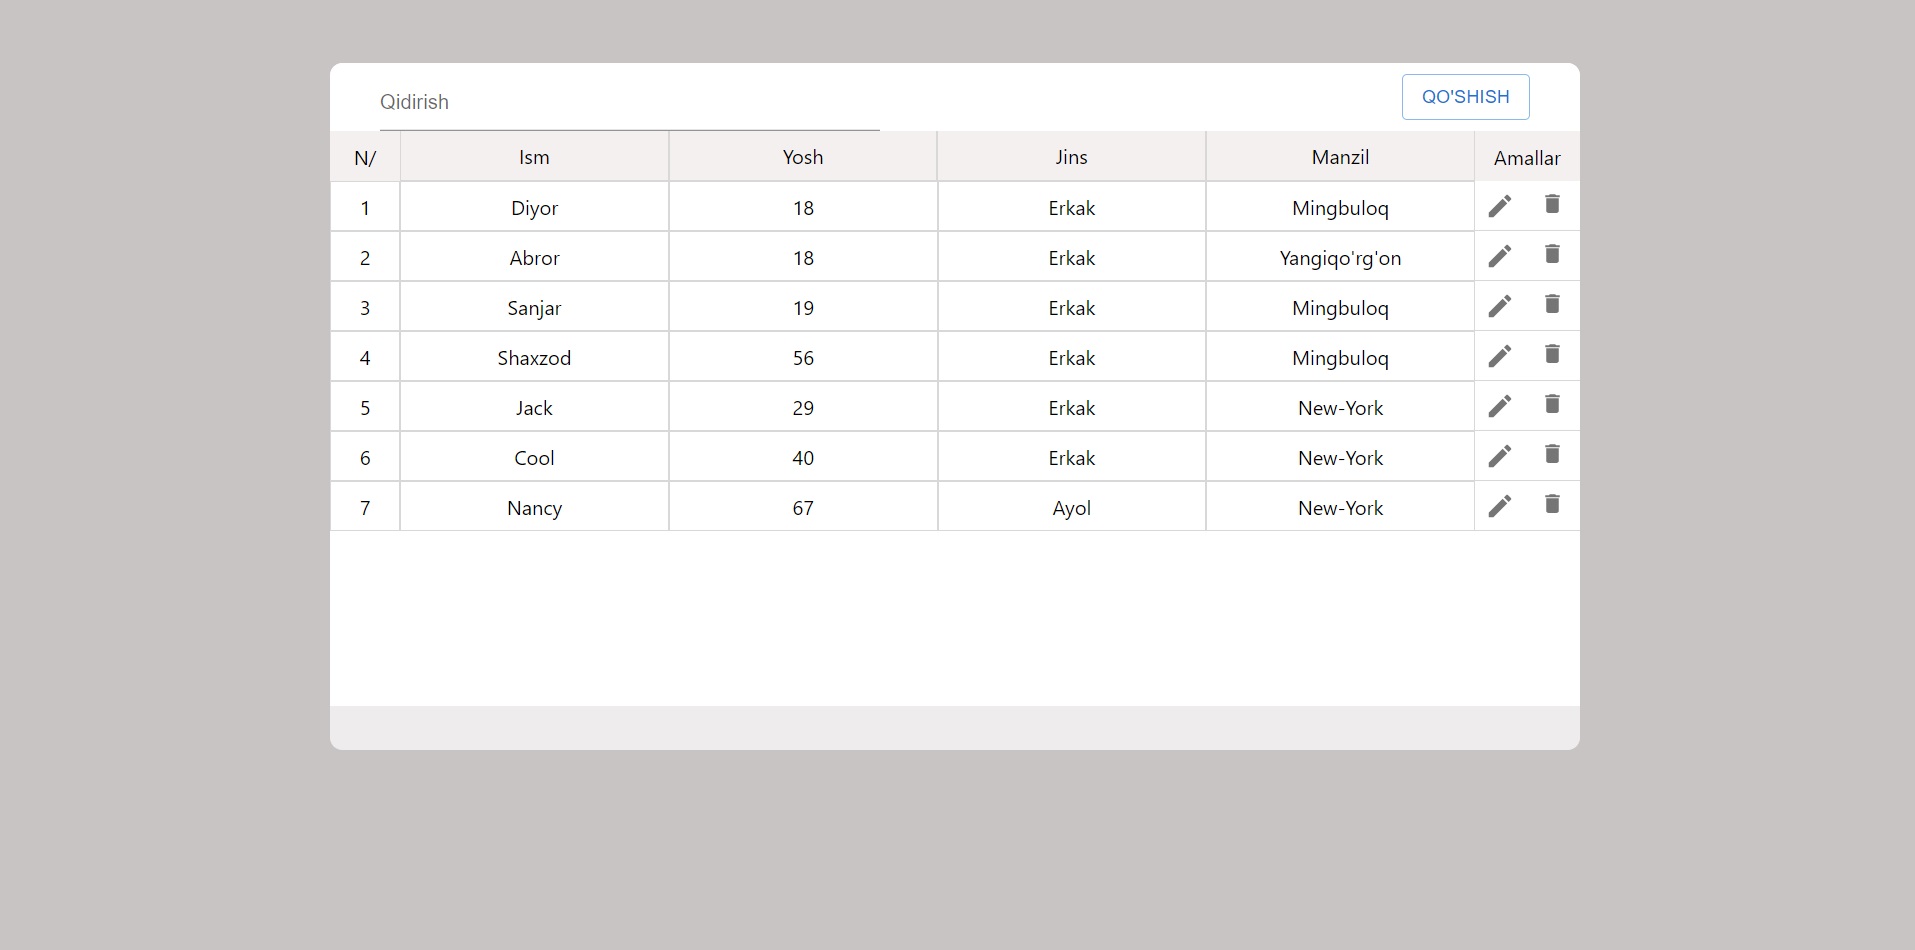 Qidirish QO'SHISH
N/ Ism Yosh Jins Manzil Amallar
1 Diyor 18 Erkak Mingbuloq
2 Abror 18 Erkak Yangiqo'rg'on
3 Sanjar 19 Erkak Mingbuloq
4 Shaxzod 56 Erkak Mingbuloq
5 Jack 29 Erkak New-York
6 Cool 40 Erkak New-York
7 Nancy 67 Ayol New-York